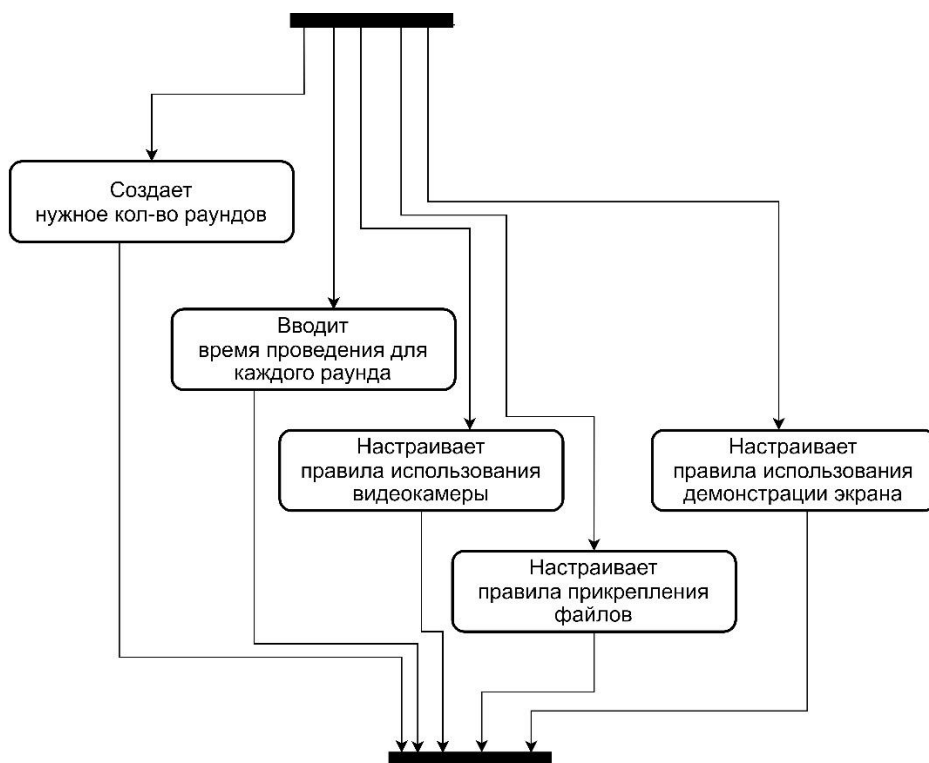 Создает
нужное кол-во раундов
Вводит
время проведения для
каждого раунда
Настраивает
правила использования
видеокамеры
Настраивает
правила использования
демонстрации экрана
Настраивает
правила прикрепления
файлов